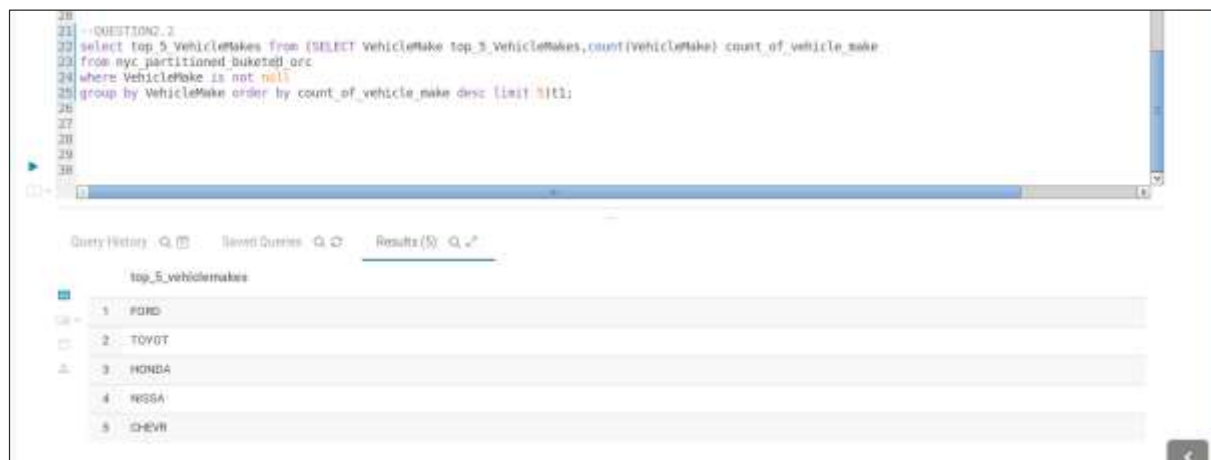 20
21 --QUESTION2.2
22 select top_5_VehicleMakes from (SELECT VehicleMake top_5_VehicleMakes,count(VehicleMake) count_of_vehicle_make
23 from nyc_partitioned_buketed_orc
24 where VehicleMake is not null
25 group by VehicleMake order by count_of_vehicle_make desc limit 5)t1;
26
27
28
29
30
Query History Saved Queries Results (5)
top_5_vehiclemakes
1 FORD
2 TOYOT
3 HONDA
4 NISSA
5 CHEVR